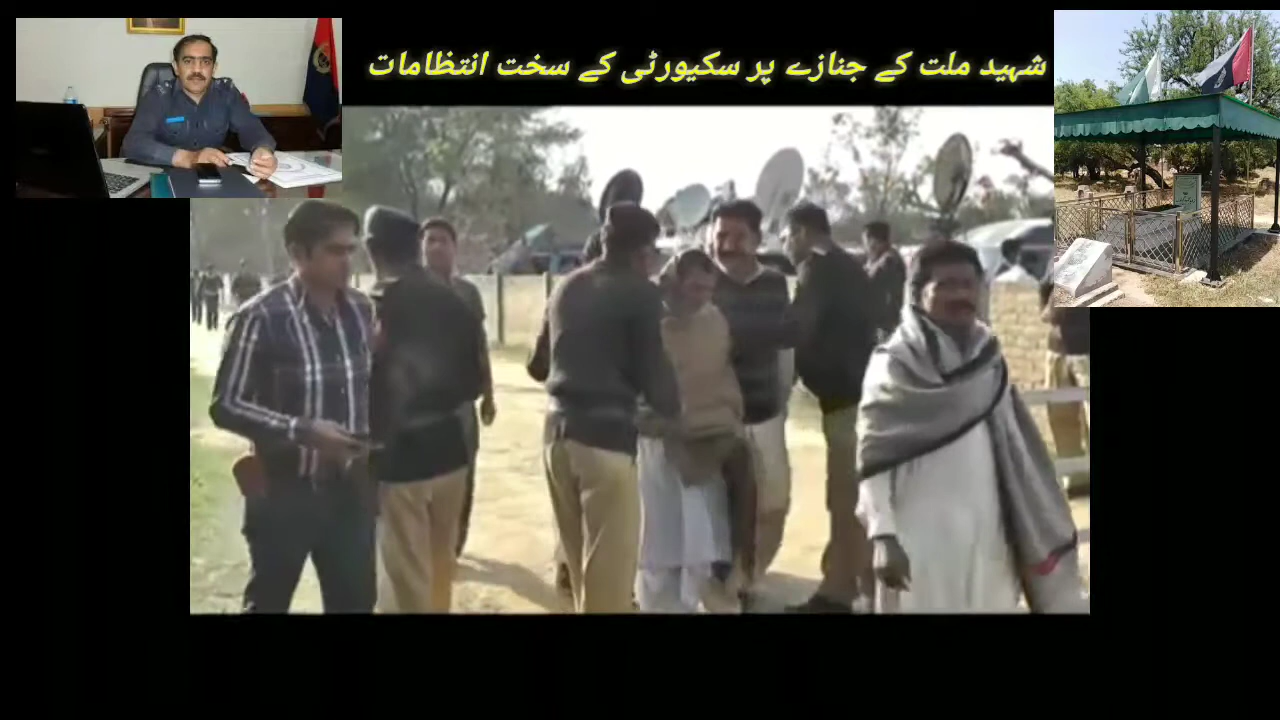 شہید ملت کے جنازے پر سکیورٹی کے سخت انتظامات